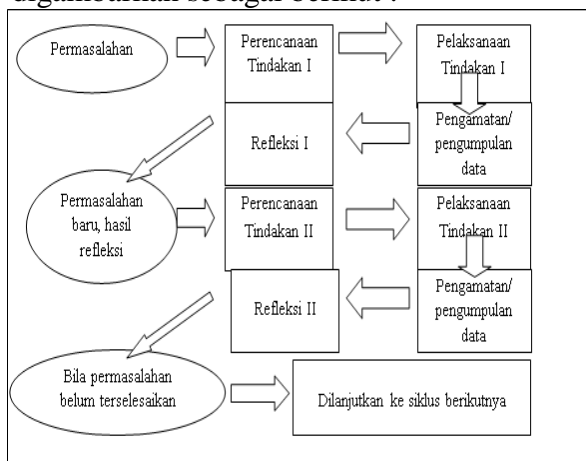 digambarkan sebagai berikut :
Permasalahan
Perencanaan
Tindakan I
Pelaksanaan
Tindakan I
Refleksi I
Pengamatan/
pengumpulan
data
Permasalahan
baru, hasil
refleksi
Perencanaan
Tindakan II
Pelaksanaan
Tindakan II
Refleksi II
Pengamatan/
pengumpulan
data
Bila permasalahan
belum terselesaikan
Dilanjutkan ke siklus berikutnya